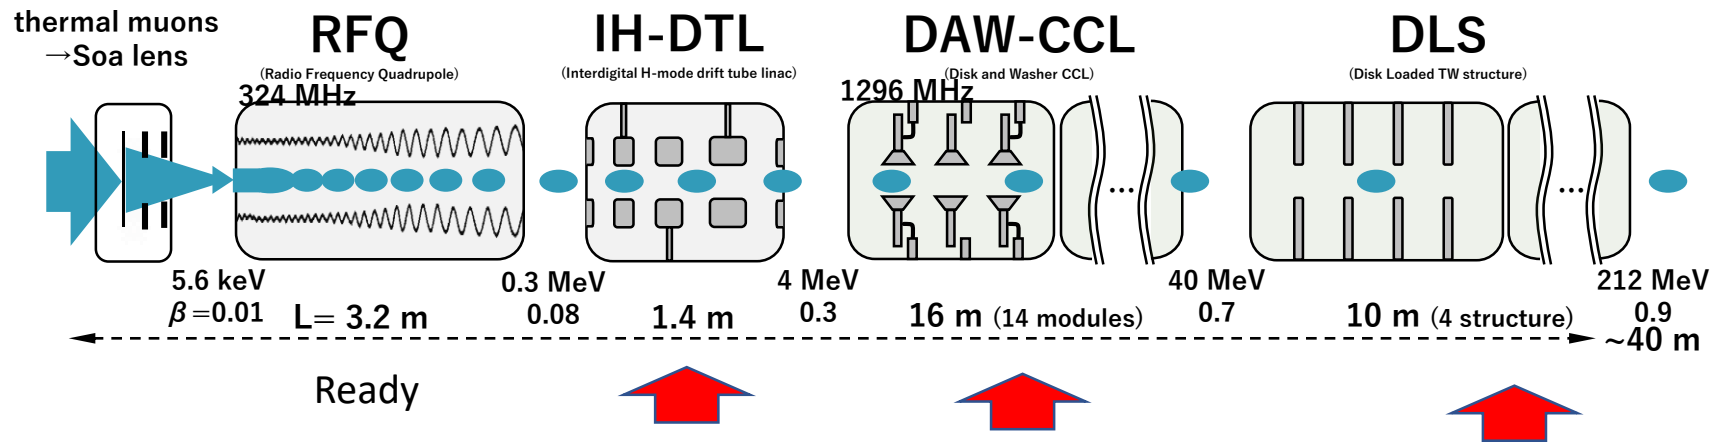 thermal muons
→Soa lens
RFQ
(Radio Frequency Quadrupole)
324 MHz
IH-DTL
(Interdigital H-mode drift tube linac)
DAW-CCL
(Disk and Washer CCL)
1296 MHz
DLS
(Disk Loaded TW structure)
...
...
5.6 keV
β=0.01
L= 3.2 m
0.3 MeV
0.08
1.4 m
4 MeV
0.3
16 m (14 modules)
40 MeV
0.7
10 m (4 structure)
212 MeV
0.9
~40 m
Ready